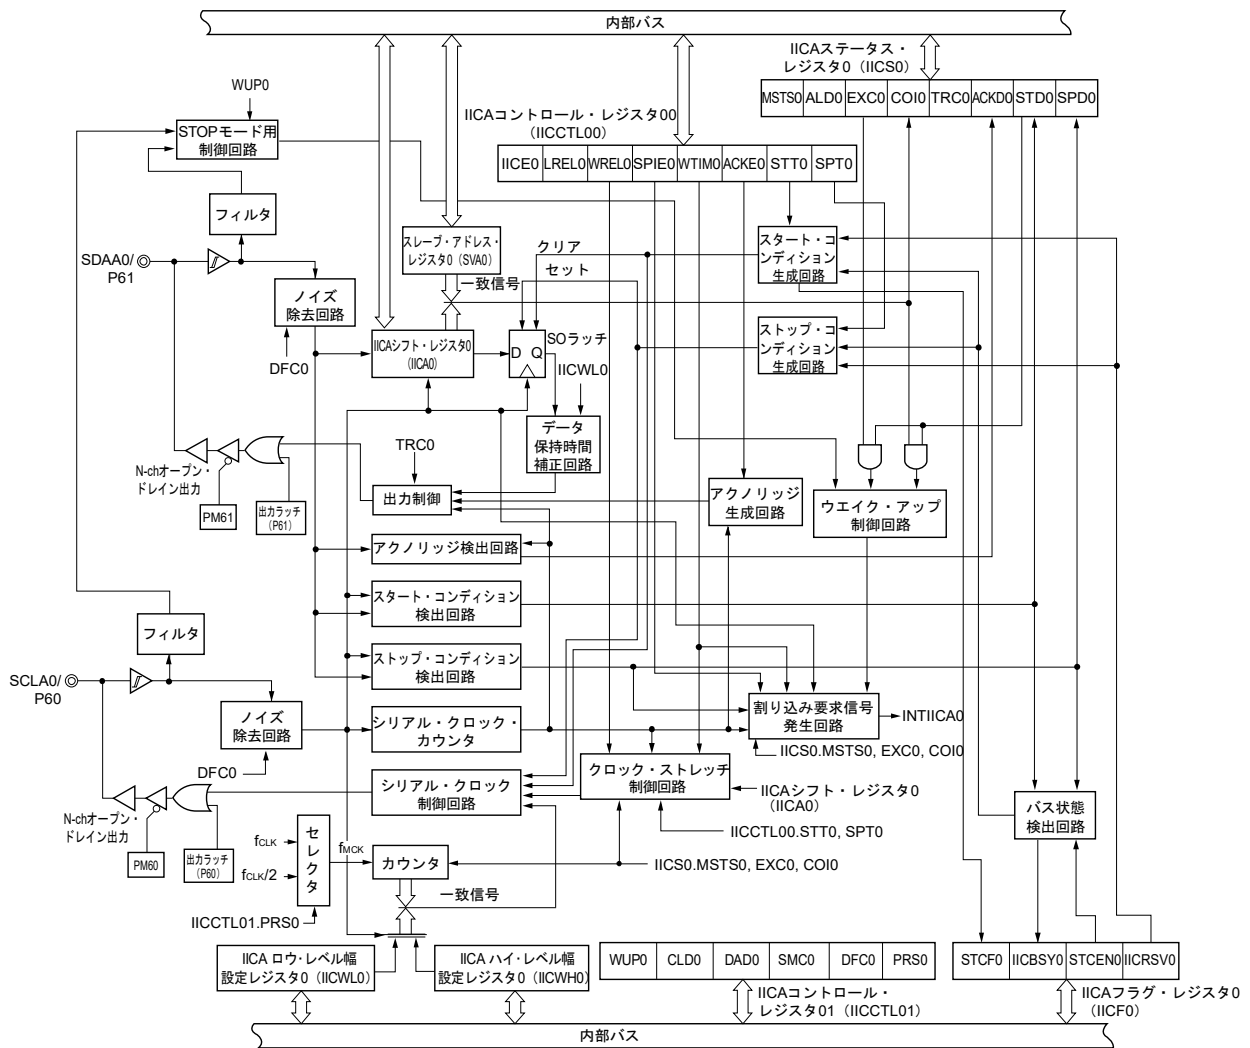 内部バス
IICAステータス・
レジスタ0（IICS0）
MSTS0 ALD0 EXC0 COI0 TRC0 ACKD0 STD0 SPD0
WUP0
STOPモード用
制御回路
IICAコントロール・レジスタ00
（IICCTL00）
IICE0 LREL0 WREL0 SPIE0 WTIM0 ACKE0 STT0 SPT0
フィルタ
スレーブ・アドレス・
レジスタ0（SVA0）
クリア
セット
スタート・コ
ンディション
生成回路
SDAA0/
P61
一致信号
ノイズ
除去回路
DFC0
IICAシフト・レジスタ0
（IICA0）
D Q
SOラッチ
IICWL0
ストップ・コ
ンディション
生成回路
データ
保持時間
補正回路
TRC0
N-chオープン・
ドレイン出力
PM61
出力ラッチ
（P61）
出力制御
アクノリッジ
生成回路
ウエイク・アップ
制御回路
アクノリッジ検出回路
スタート・コンディション
検出回路
フィルタ
ストップ・コンディション
検出回路
SCLA0/
P60
ノイズ
除去回路
DFC0
シリアル・クロック・
カウンタ
割り込み要求信号
発生回路
INTIICA0
IICS0.MSTS0, EXC0, COI0
シリアル・クロック
制御回路
クロック・ストレッチ
制御回路
IICAシフト・レジスタ0
（IICA0）
バス状態
検出回路
N-chオープン・
ドレイン出力
PM60
出力ラッチ
（P60）
fCLK
fCLK/2
セレクタ
fMCK
カウンタ
IICCTL00.STT0, SPT0
IICS0.MSTS0, EXC0, COI0
一致信号
IICCTL01.PRS0
IICA ロウ・レベル幅
設定レジスタ0（IICWL0）
IICA ハイ・レベル幅
設定レジスタ0（IICWH0）
WUP0 CLD0 DAD0 SMC0 DFC0 PRS0
STCF0 IICBSY0 STCEN0 IICRSV0
IICAコントロール・
レジスタ01（IICCTL01）
IICAフラグ・レジスタ0
（IICF0）
内部バス